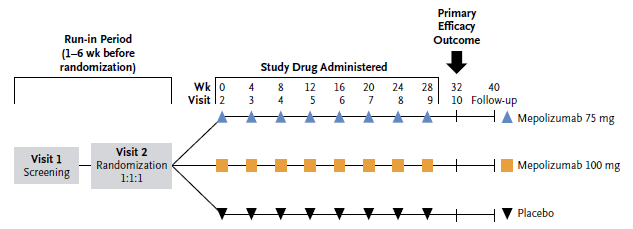 Primary
Efficacy
Outcome
Run-in Period
(1–6 wk before
randomization)
Study Drug Administered
Wk 0 4 8 12 16 20 24 28 32 40
Visit 2 3 4 5 6 7 8 9 10 Follow-up
Mepolizumab 75 mg
Visit 1
Screening
Visit 2
Randomization
1:1:1
Mepolizumab 100 mg
Placebo